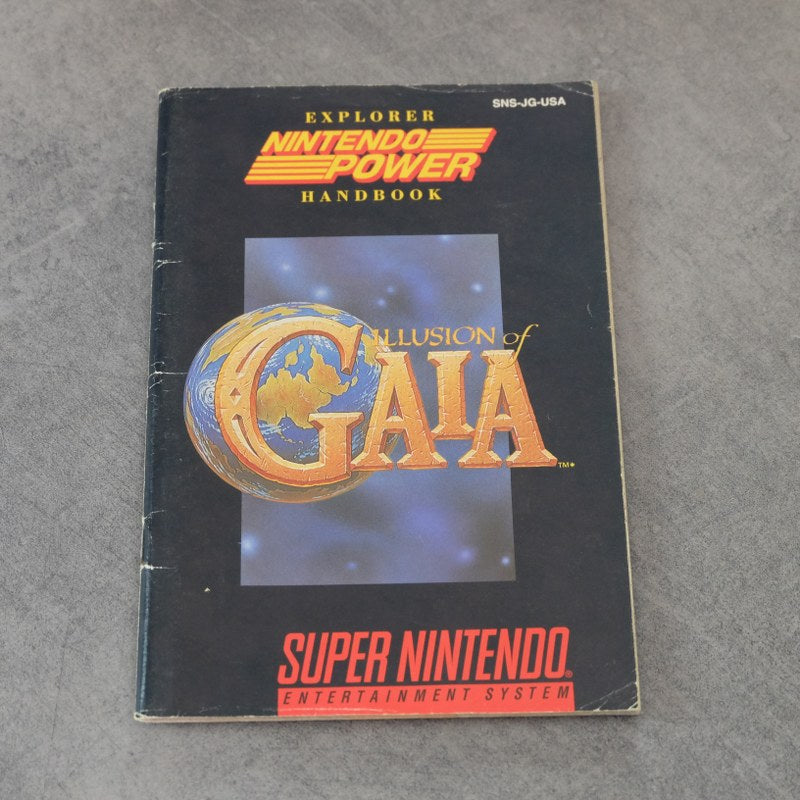 SNS-JG-USA
EXPLORER
NINTENDO
POWER
HANDBOOK
ILLUSION of
GAIA
TM*
SUPER NINTENDO®
ENTERTAINMENT SYSTEM